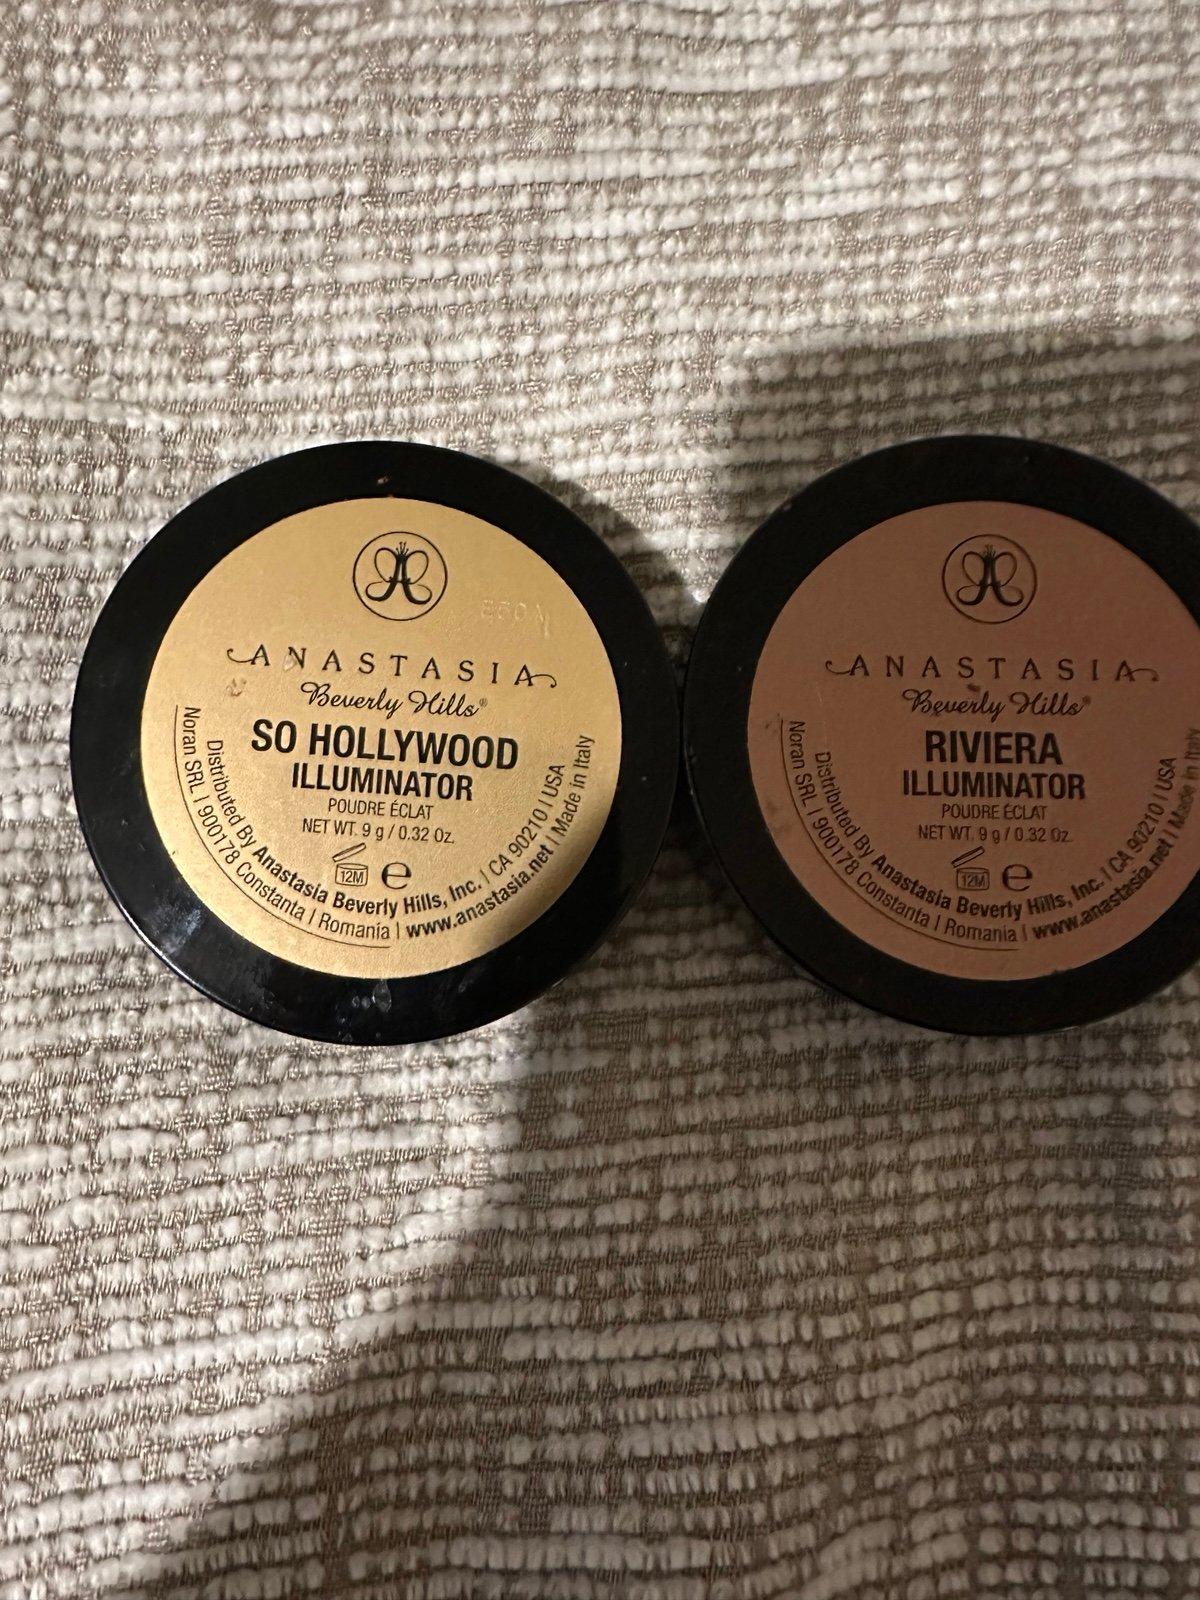 ANASTASIA
Beverly Hills®
SO HOLLYWOOD
ILLUMINATOR
POUDRE ÉCLAT
NET WT. 9 g / 0.32 Oz.
12M e
Distributed By Anastasia Beverly Hills, Inc. | CA 90210 | USA
Noran SRL | 900178 Constanta | Romania | www.anastasia.net | Made in Italy
ANASTASIA
Beverly Hills®
RIVIERA
ILLUMINATOR
POUDRE ÉCLAT
NET WT. 9 g / 0.32 Oz.
12M e
Distributed By Anastasia Beverly Hills, Inc. | CA 90210 | USA
Noran SRL | 900178 Constanta | Romania | www.anastasia.net | Made in Italy